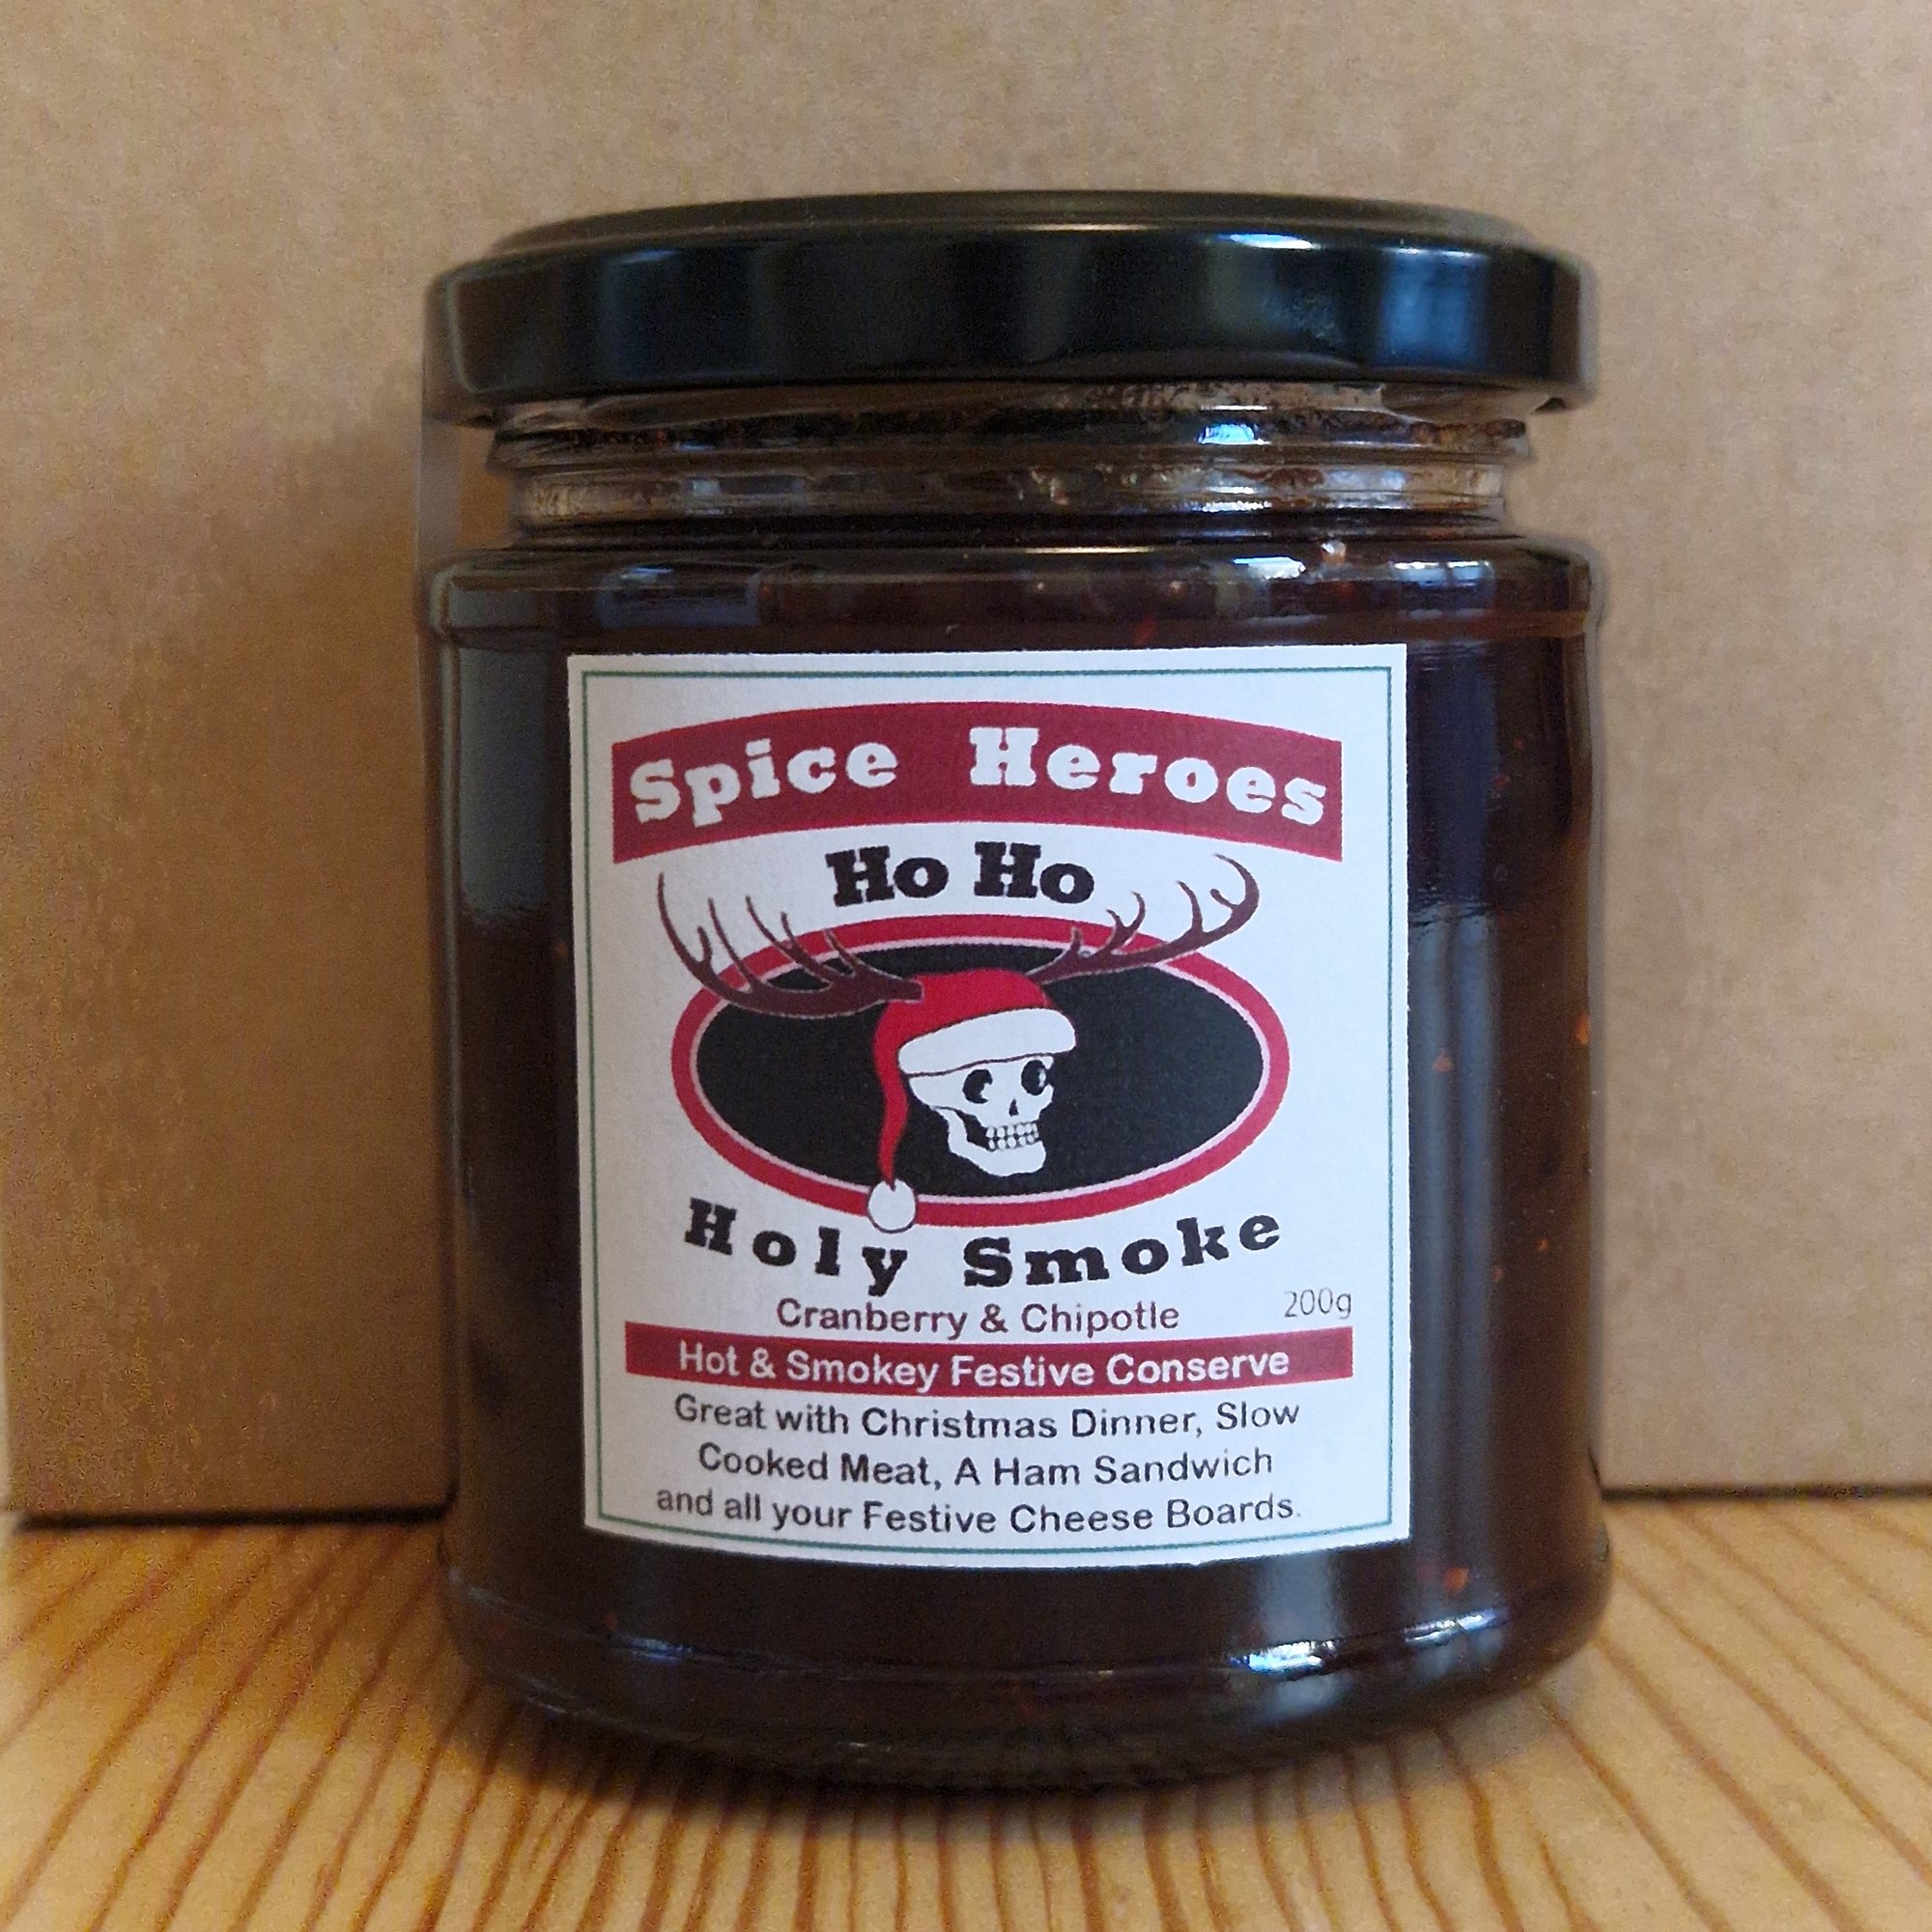 Spice Heroes
Ho Ho
Holy Smoke
Cranberry & Chipotle
200g
Hot & Smokey Festive Conserve
Great with Christmas Dinner, Slow
Cooked Meat, A Ham Sandwich
and all your Festive Cheese Boards.